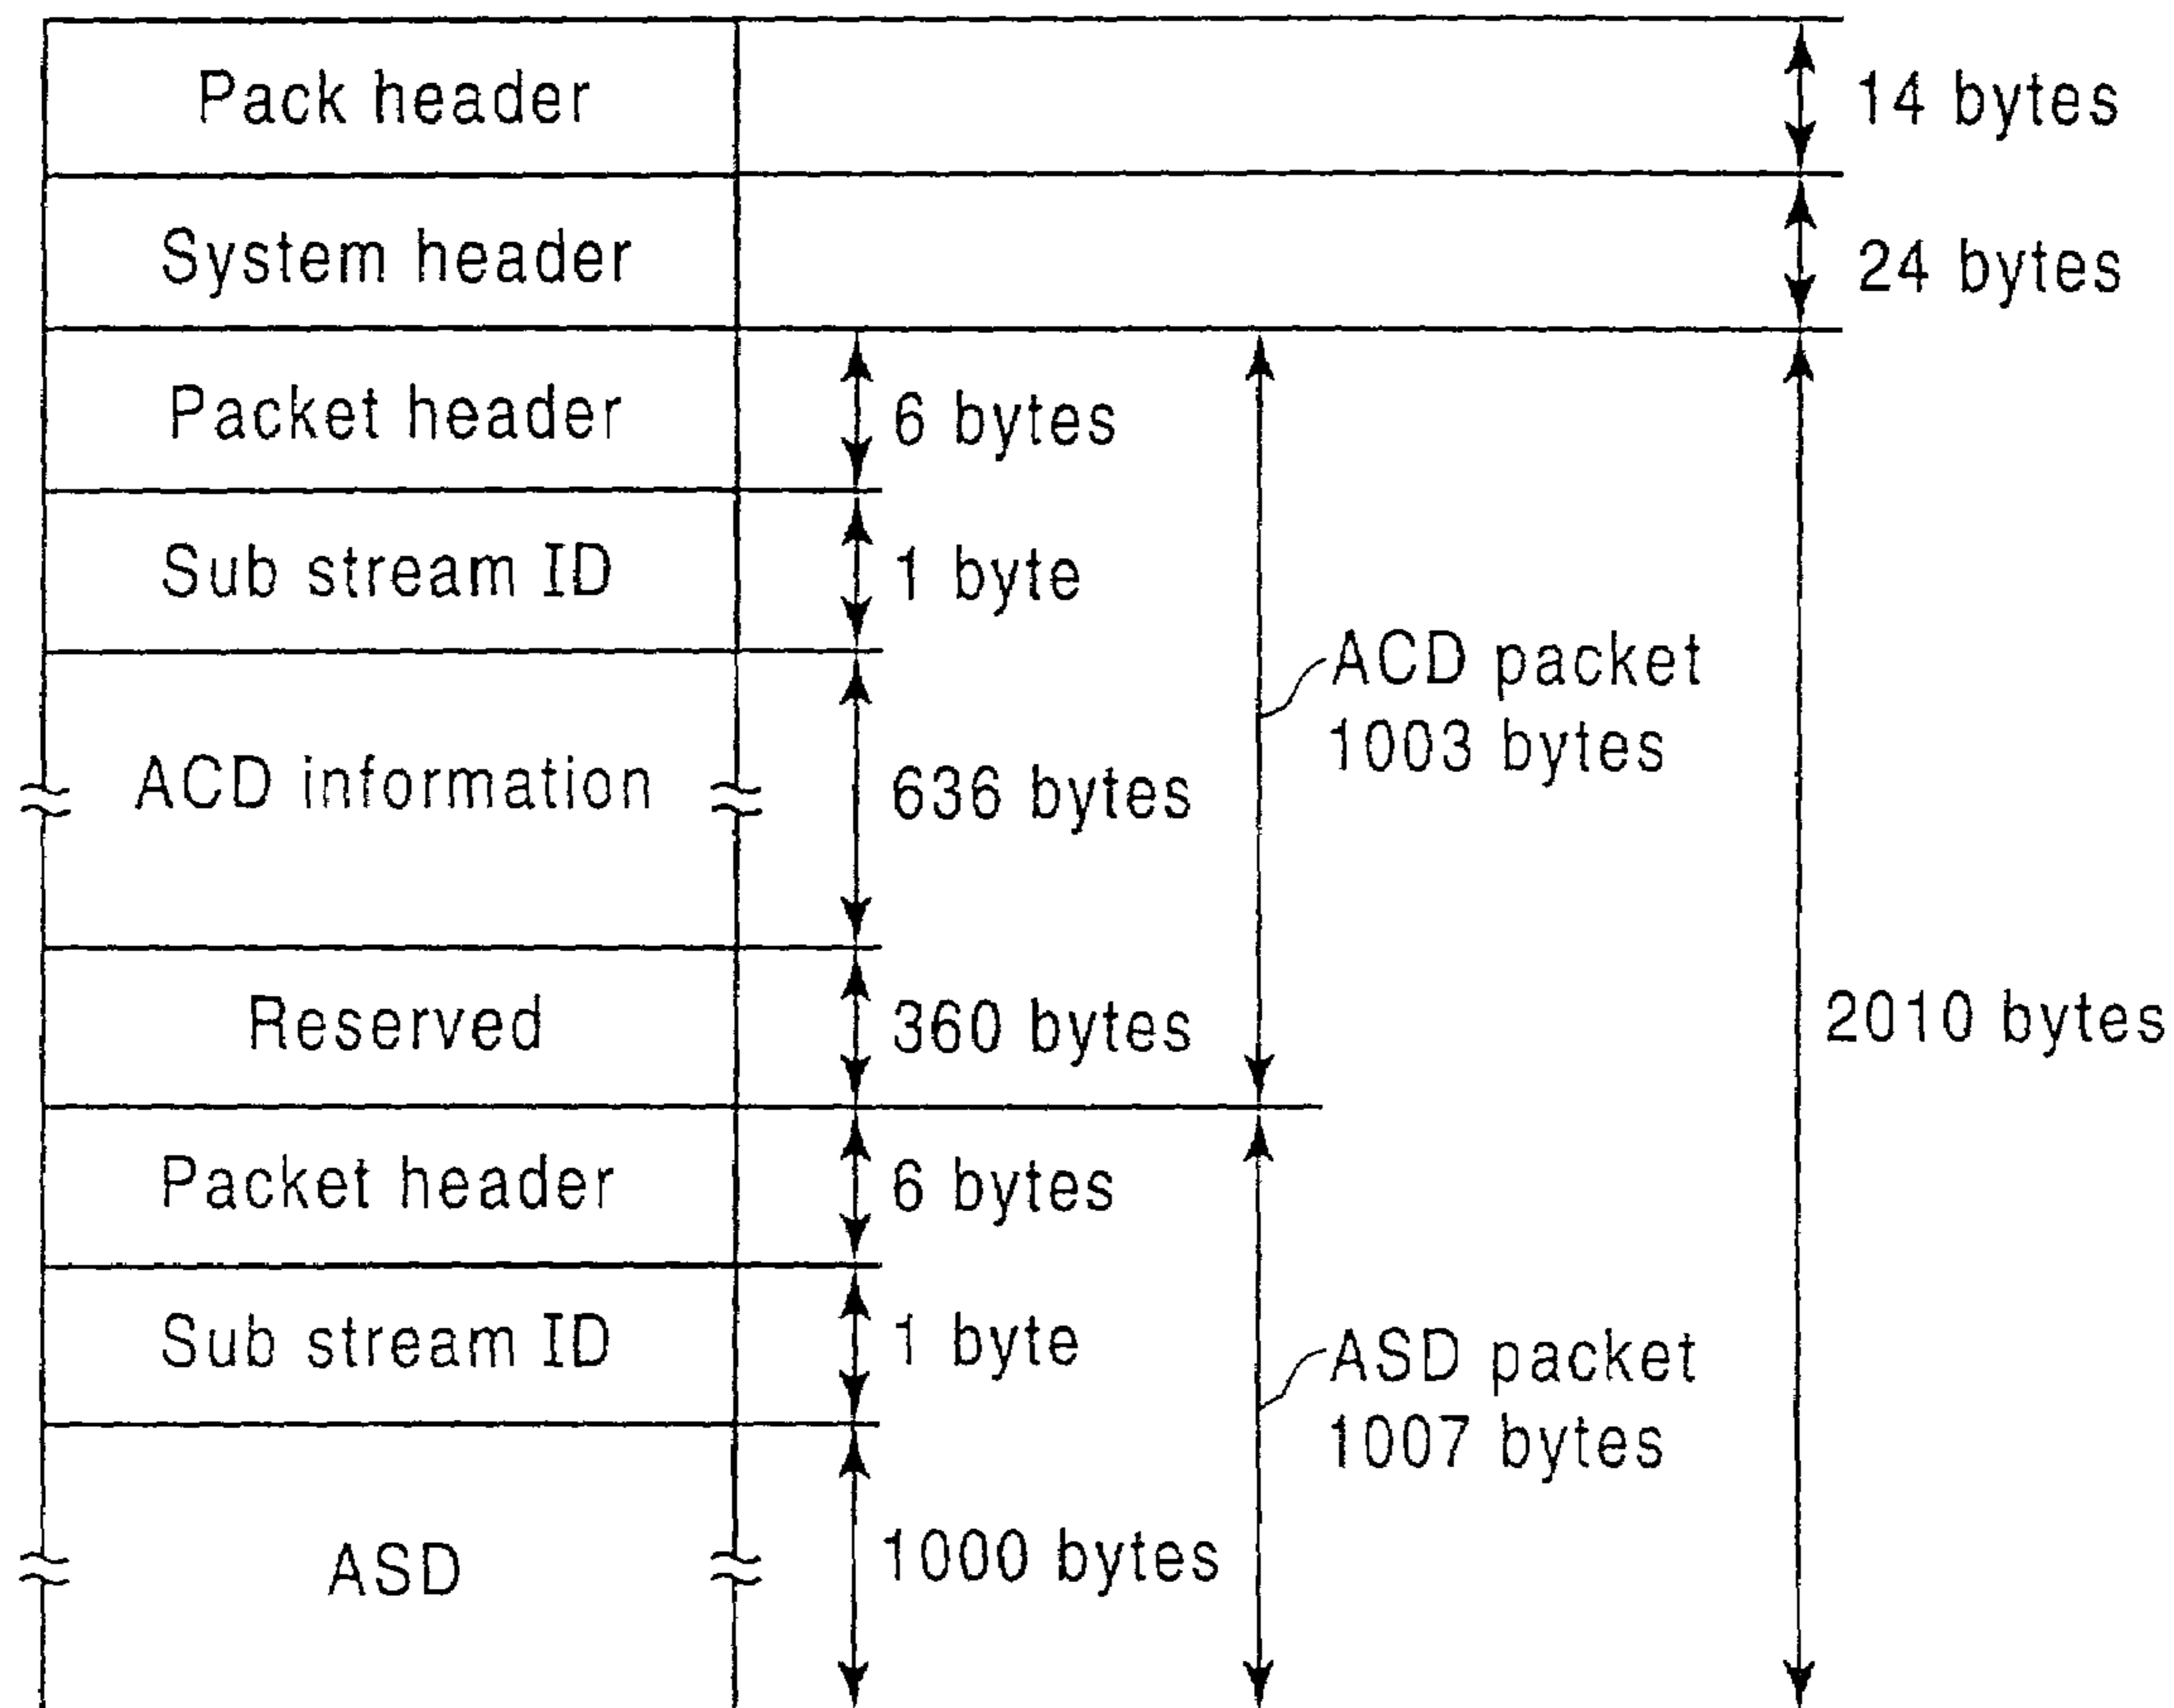 Pack header
14 bytes
System header
24 bytes
Packet header
6 bytes
Sub stream ID
1 byte
ACD packet
1003 bytes
ACD information
636 bytes
Reserved
360 bytes
2010 bytes
Packet header
6 bytes
Sub stream ID
1 byte
ASD packet
1007 bytes
ASD
1000 bytes